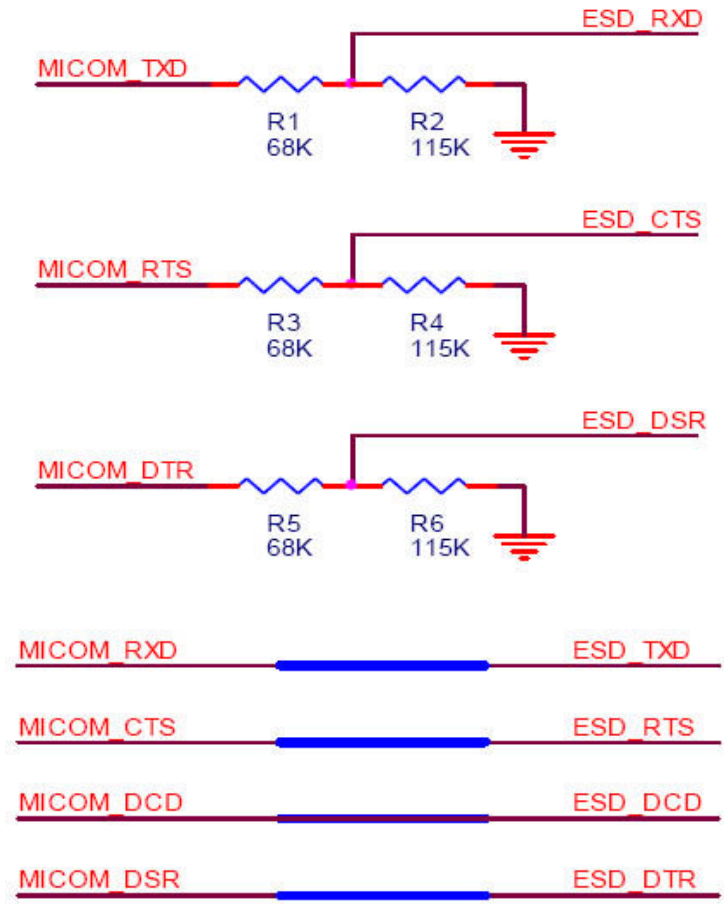 ESD_RXD
MICOM_TXD
R1 R2
68K 115K
ESD_CTS
MICOM_RTS
R3 R4
68K 115K
ESD_DSR
MICOM_DTR
R5 R6
68K 115K
MICOM_RXD ESD_TXD
MICOM_CTS ESD_RTS
MICOM_DCD ESD_DCD
MICOM_DSR ESD_DTR